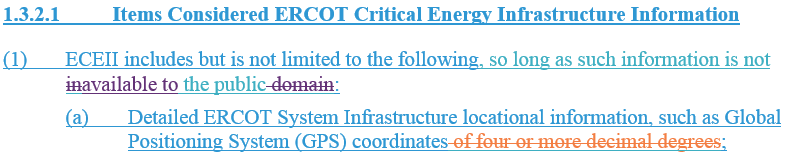 1.3.2.1 Items Considered ERCOT Critical Energy Infrastructure Information
(1) ECEII includes but is not limited to the following, so long as such information is not
inavailable to the public domain:
(a) Detailed ERCOT System Infrastructure locational information, such as Global
Positioning System (GPS) coordinates of four or more decimal degrees;